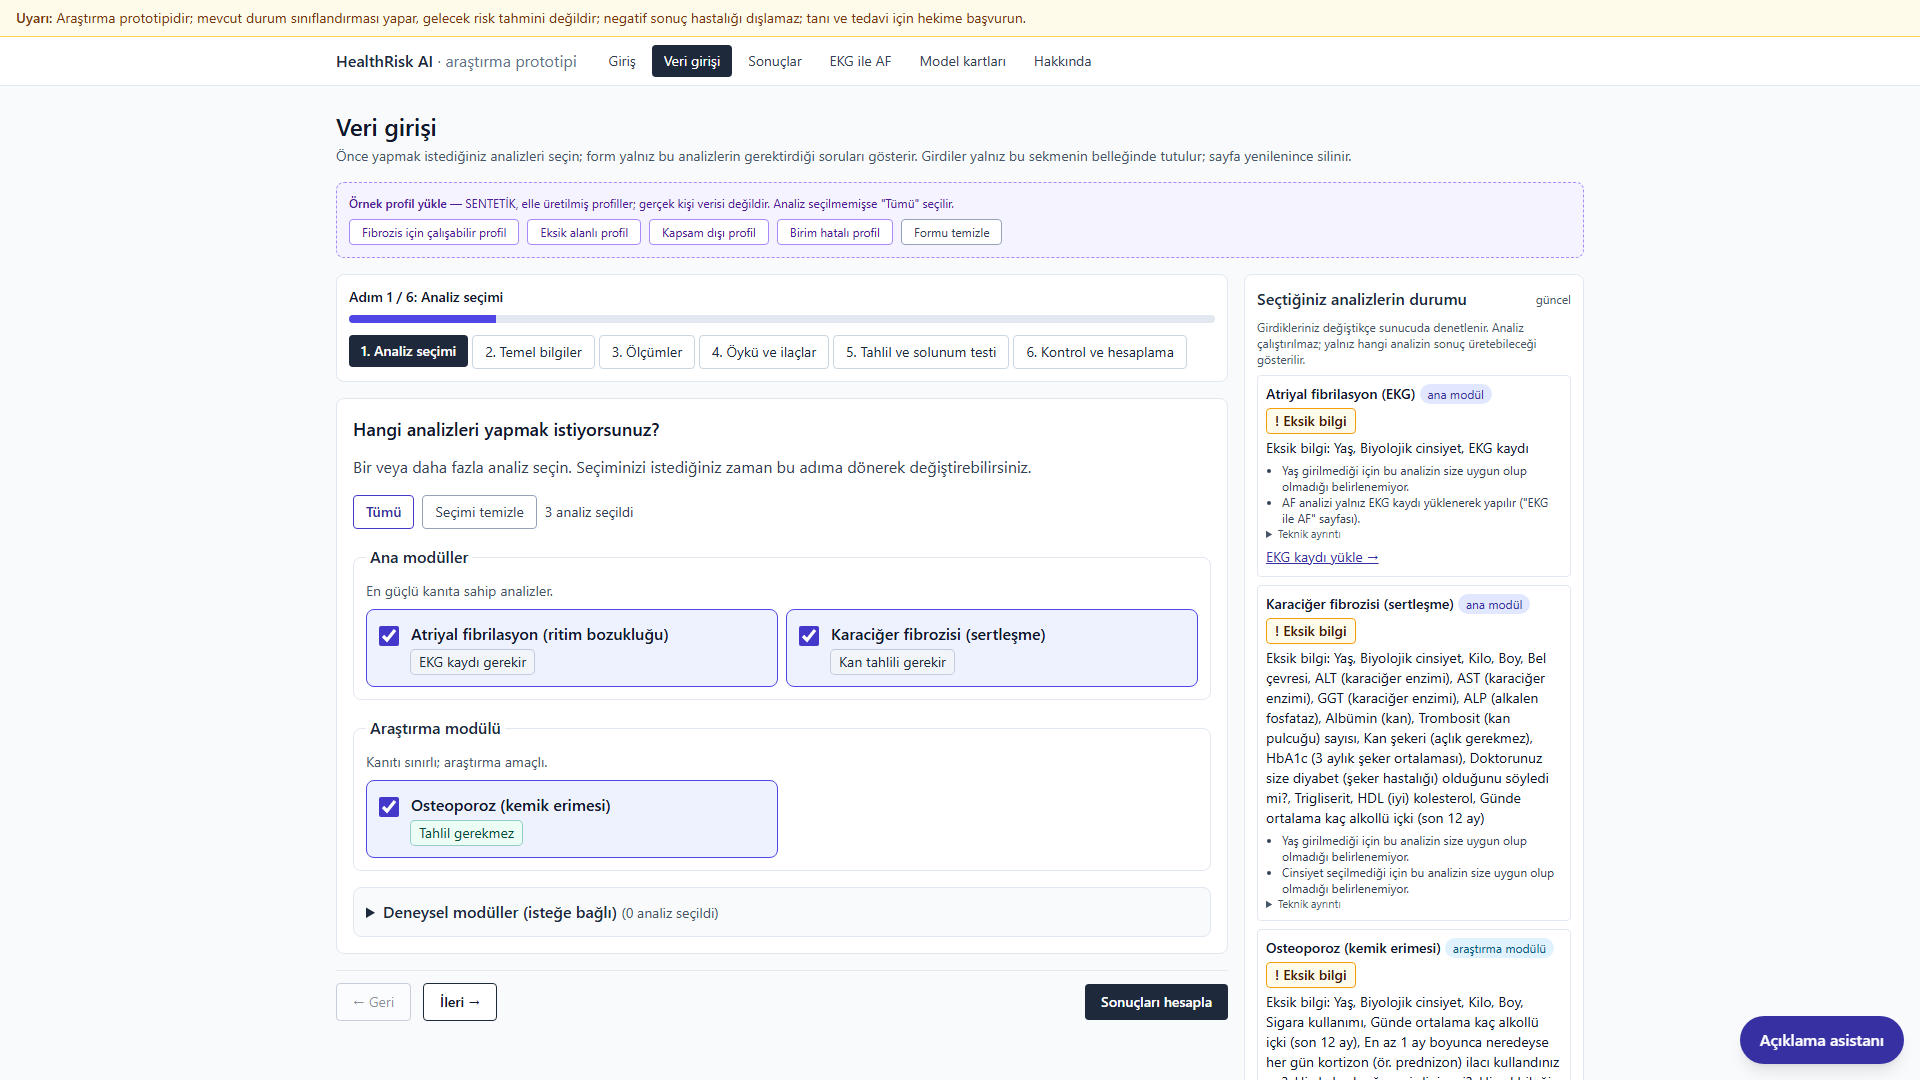 Uyarı: Araştırma prototipidir; mevcut durum sınıflandırması yapar, gelecek risk tahmini değildir; negatif sonuç hastalığı dışlamaz; tanı ve tedavi için hekime başvurun.
HealthRisk AI · araştırma prototipi
Giriş
Veri girişi
Sonuçlar
EKG ile AF
Model kartları
Hakkında
Veri girişi
Önce yapmak istediğiniz analizleri seçin; form yalnız bu analizlerin gerektirdiği soruları gösterir. Girdiler yalnız bu sekmenin belleğinde tutulur; sayfa yenilenince silinir.
Örnek profil yükle — SENTETİK, elle üretilmiş profiller; gerçek kişi verisi değildir. Analiz seçilmemişse "Tümü" seçilir.
Fibrozis için çalışabilir profil
Eksik alanlı profil
Kapsam dışı profil
Birim hatalı profil
Formu temizle
Adım 1 / 6: Analiz seçimi
1. Analiz seçimi
2. Temel bilgiler
3. Ölçümler
4. Öykü ve ilaçlar
5. Tahlil ve solunum testi
6. Kontrol ve hesaplama
Hangi analizleri yapmak istiyorsunuz?
Bir veya daha fazla analiz seçin. Seçiminizi istediğiniz zaman bu adıma dönerek değiştirebilirsiniz.
Tümü
Seçimi temizle
3 analiz seçildi
Ana modüller
En güçlü kanıta sahip analizler.
Atriyal fibrilasyon (ritim bozukluğu)
EKG kaydı gerekir
Karaciğer fibrozisi (sertleşme)
Kan tahlili gerekir
Araştırma modülü
Kanıtı sınırlı; araştırma amaçlı.
Osteoporoz (kemik erimesi)
Tahlil gerekmez
▶ Deneysel modüller (isteğe bağlı) (0 analiz seçildi)
← Geri
İleri →
Sonuçları hesapla
Seçtiğiniz analizlerin durumu
güncel
Girdikleriniz değiştikçe sunucuda denetlenir. Analiz
çalıştırılmaz; yalnız hangi analizin sonuç üretebileceği
gösterilir.
Atriyal fibrilasyon (EKG) ana modül
! Eksik bilgi
Eksik bilgi: Yaş, Biyolojik cinsiyet, EKG kaydı
• Yaş girilmediği için bu analizin size uygun olup
olmadığı belirlenemiyor.
• AF analizi yalnız EKG kaydı yüklenerek yapılır ("EKG
ile AF" sayfası).
▶ Teknik ayrıntı
EKG kaydı yükle →
Karaciğer fibrozisi (sertleşme) ana modül
! Eksik bilgi
Eksik bilgi: Yaş, Biyolojik cinsiyet, Kilo, Boy, Bel
çevresi, ALT (karaciğer enzimi), AST (karaciğer
enzimi), GGT (karaciğer enzimi), ALP (alkalen
fosfataz), Albümin (kan), Trombosit (kan
pulcuğu) sayısı, Kan şekeri (açlık gerekmez),
HbA1c (3 aylık şeker ortalaması), Doktorunuz
size diyabet (şeker hastalığı) olduğunu söyledi
mi?, Trigliserit, HDL (iyi) kolesterol, Günde
ortalama kaç alkollü içki (son 12 ay)
• Yaş girilmediği için bu analizin size uygun olup
olmadığı belirlenemiyor.
• Cinsiyet seçilmediği için bu analizin size uygun olup
olmadığı belirlenemiyor.
▶ Teknik ayrıntı
Osteoporoz (kemik erimesi) araştırma modülü
! Eksik bilgi
Eksik bilgi: Yaş, Biyolojik cinsiyet, Kilo, Boy,
Sigara kullanımı, Günde ortalama kaç alkollü
içki (son 12 ay), En az 1 ay boyunca neredeyse
her gün kortizon (ör. prednizon) ilacı kullandınız
Açıklama asistanı